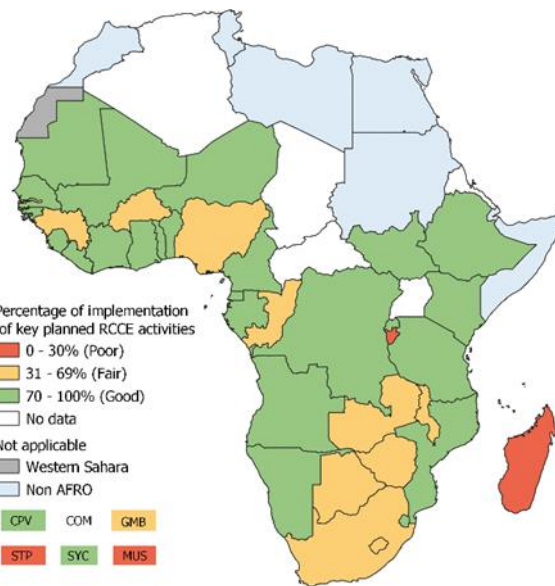 Percentage of implementation
of key planned RCCE activities
0 - 30% (Poor)
31 - 69% (Fair)
70 - 100% (Good)
No data
Not applicable
Western Sahara
Non AFRO
CPV COM GMB
STP SYC MUS